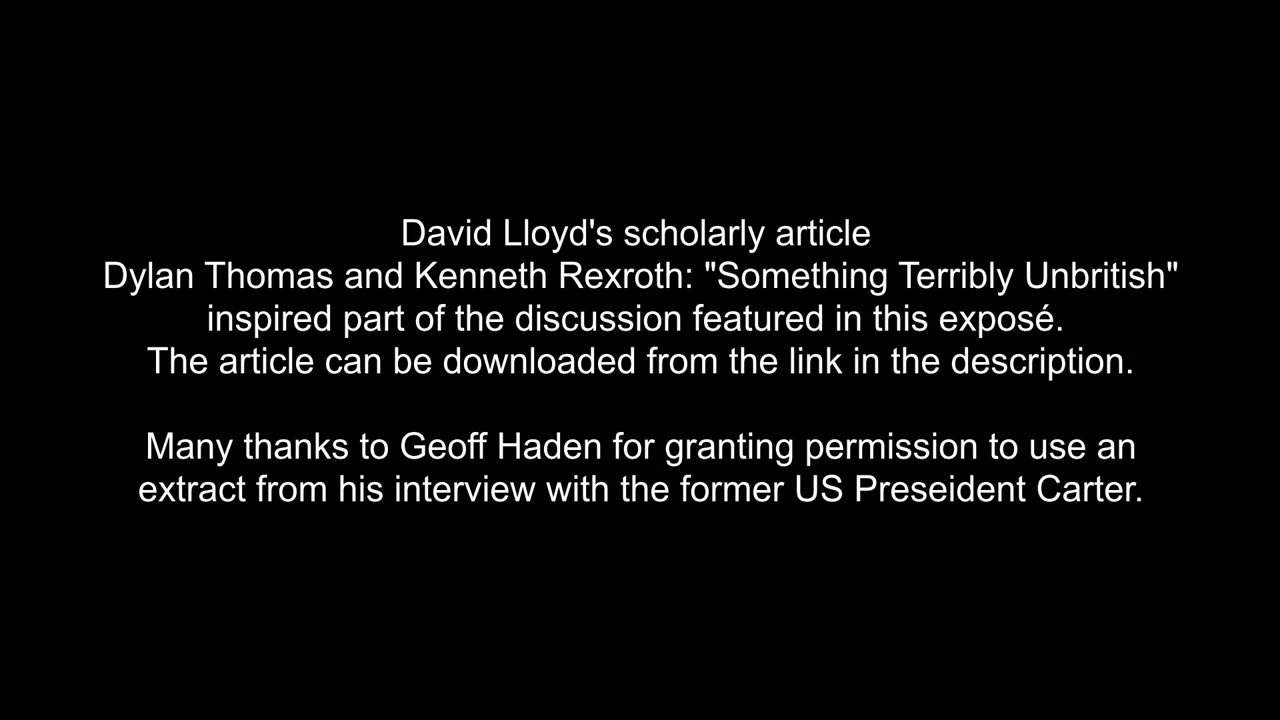 David Lloyd's scholarly article
Dylan Thomas and Kenneth Rexroth: "Something Terribly Unbritish"
inspired part of the discussion featured in this exposé.
The article can be downloaded from the link in the description.
Many thanks to Geoff Haden for granting permission to use an
extract from his interview with the former US Preseident Carter.